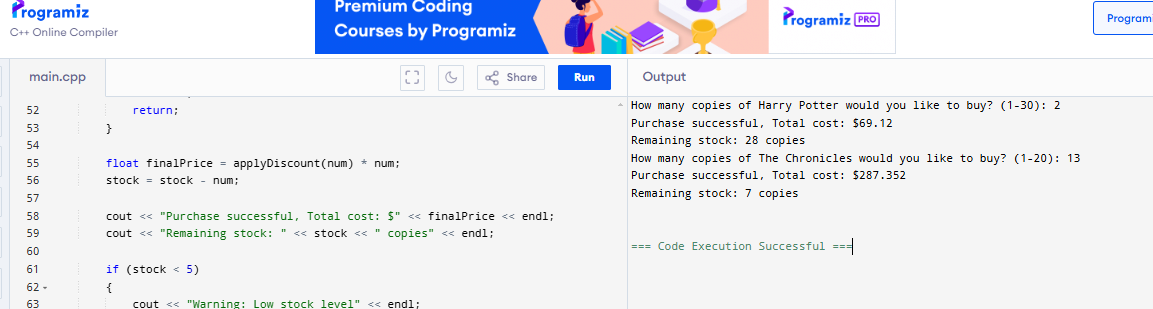 Programiz
C++ Online Compiler
Premium Coding
Courses by Programiz
Programiz PRO
main.cpp
Share
Run
Output
52 return;
53 }
54
55 float finalPrice = applyDiscount(num) * num;
56 stock = stock - num;
57
58 cout << "Purchase successful, Total cost: $" << finalPrice << endl;
59 cout << "Remaining stock: " << stock << " copies" << endl;
60
61 if (stock < 5)
62 {
63 cout << "Warning: Low stock level" << endl;
How many copies of Harry Potter would you like to buy? (1-30): 2
Purchase successful, Total cost: $69.12
Remaining stock: 28 copies
How many copies of The Chronicles would you like to buy? (1-20): 13
Purchase successful, Total cost: $287.352
Remaining stock: 7 copies
=== Code Execution Successful ===